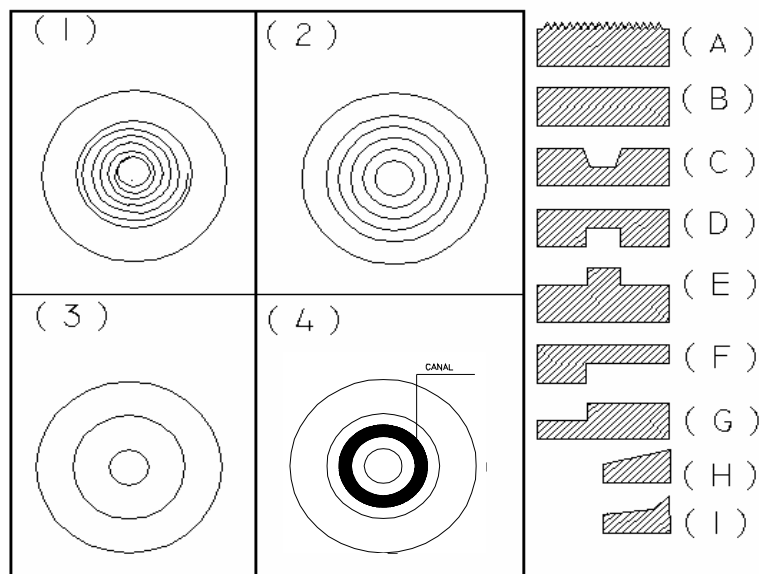 ( 1 )
( 2 )
( 3 )
( 4 )
CANAL
( A )
( B )
( C )
( D )
( E )
( F )
( G )
( H )
( I )